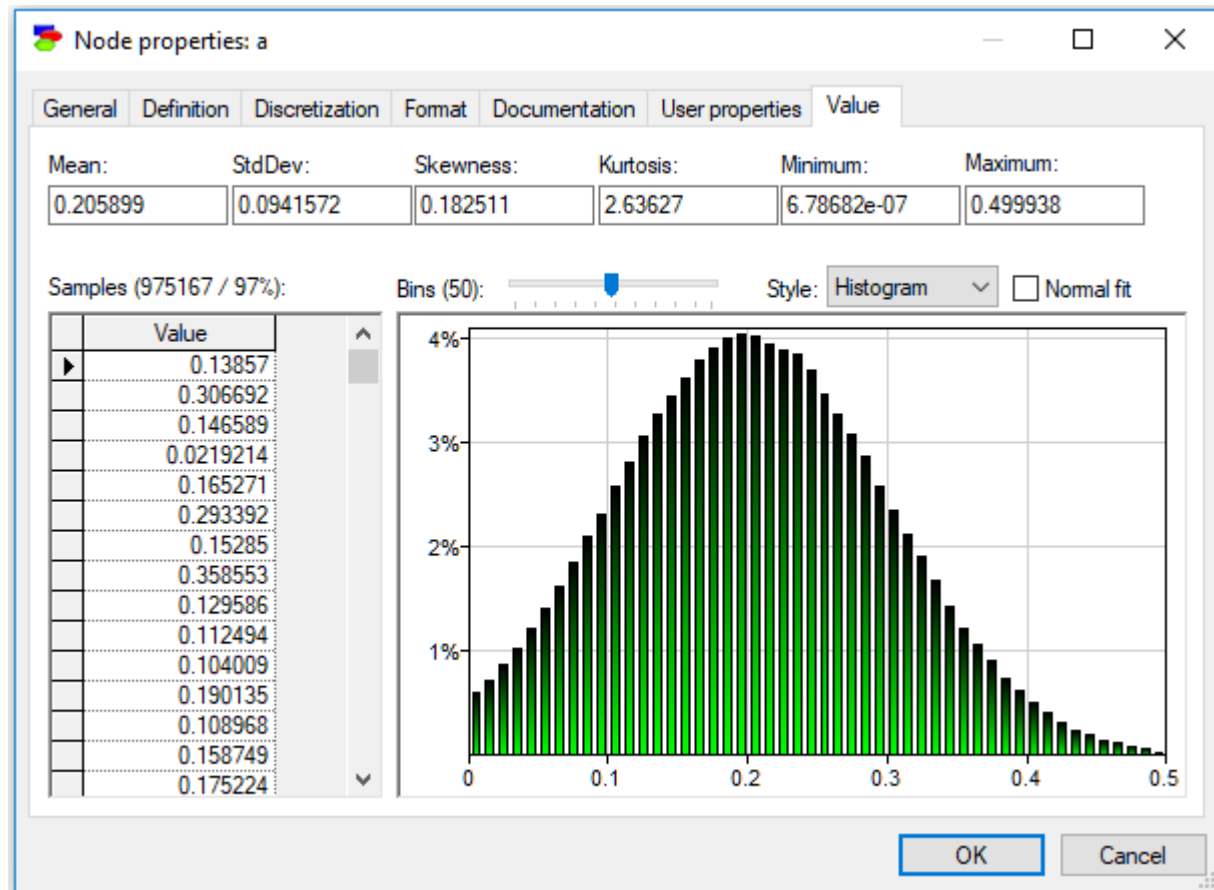 Node properties: a
General Definition Discretization Format Documentation User properties Value
Mean: StdDev: Skewness: Kurtosis: Minimum: Maximum:
0.205899 0.0941572 0.182511 2.63627 6.78682e-07 0.499938
Samples (975167 / 97%): Bins (50): Style: Histogram Normal fit
Value
0.13857
0.306692
0.146589
0.0219214
0.165271
0.293392
0.15285
0.358553
0.129586
0.112494
0.104009
0.190135
0.108968
0.158749
0.175224
4%
3%
2%
1%
0 0.1 0.2 0.3 0.4 0.5
OK Cancel